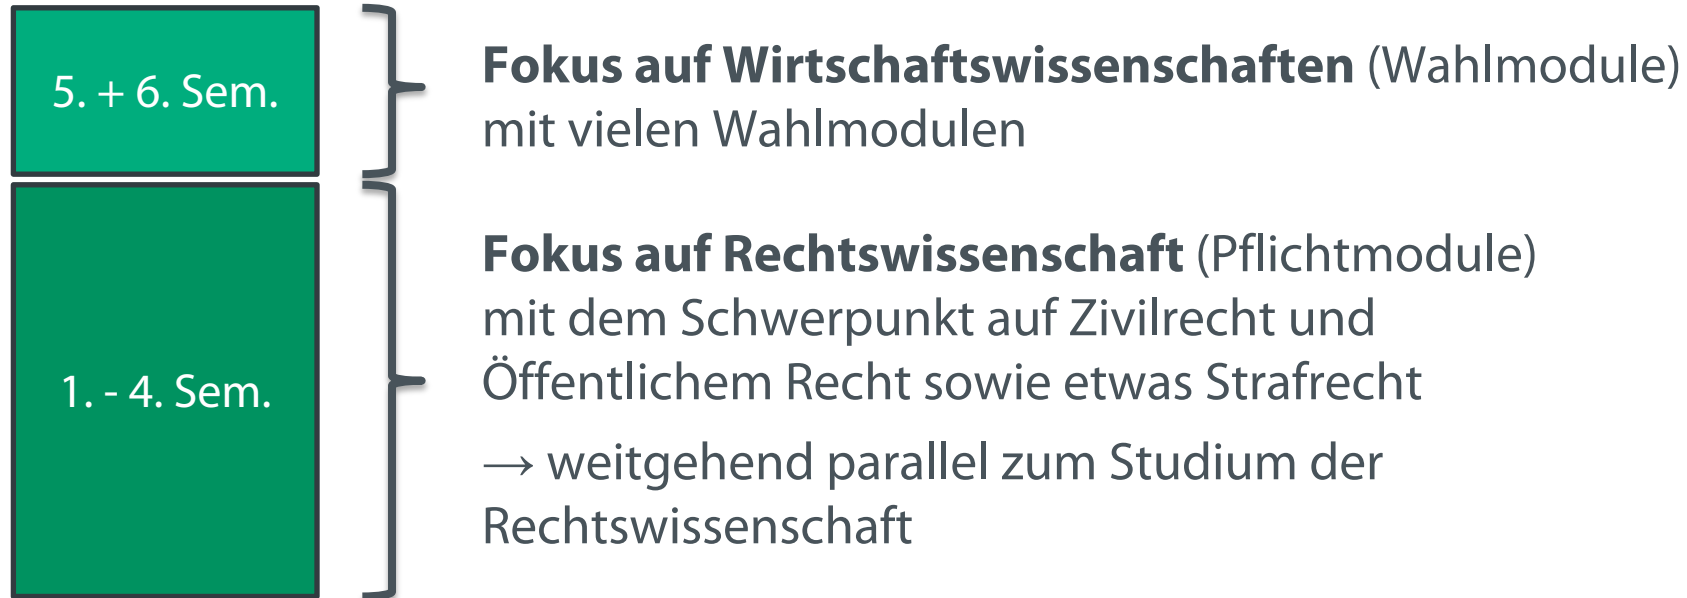 5. + 6. Sem.
Fokus auf Wirtschaftswissenschaften (Wahlmodule)
mit vielen Wahlmodulen
1. - 4. Sem.
Fokus auf Rechtswissenschaft (Pflichtmodule)
mit dem Schwerpunkt auf Zivilrecht und
Öffentlichem Recht sowie etwas Strafrecht
→ weitgehend parallel zum Studium der
Rechtswissenschaft